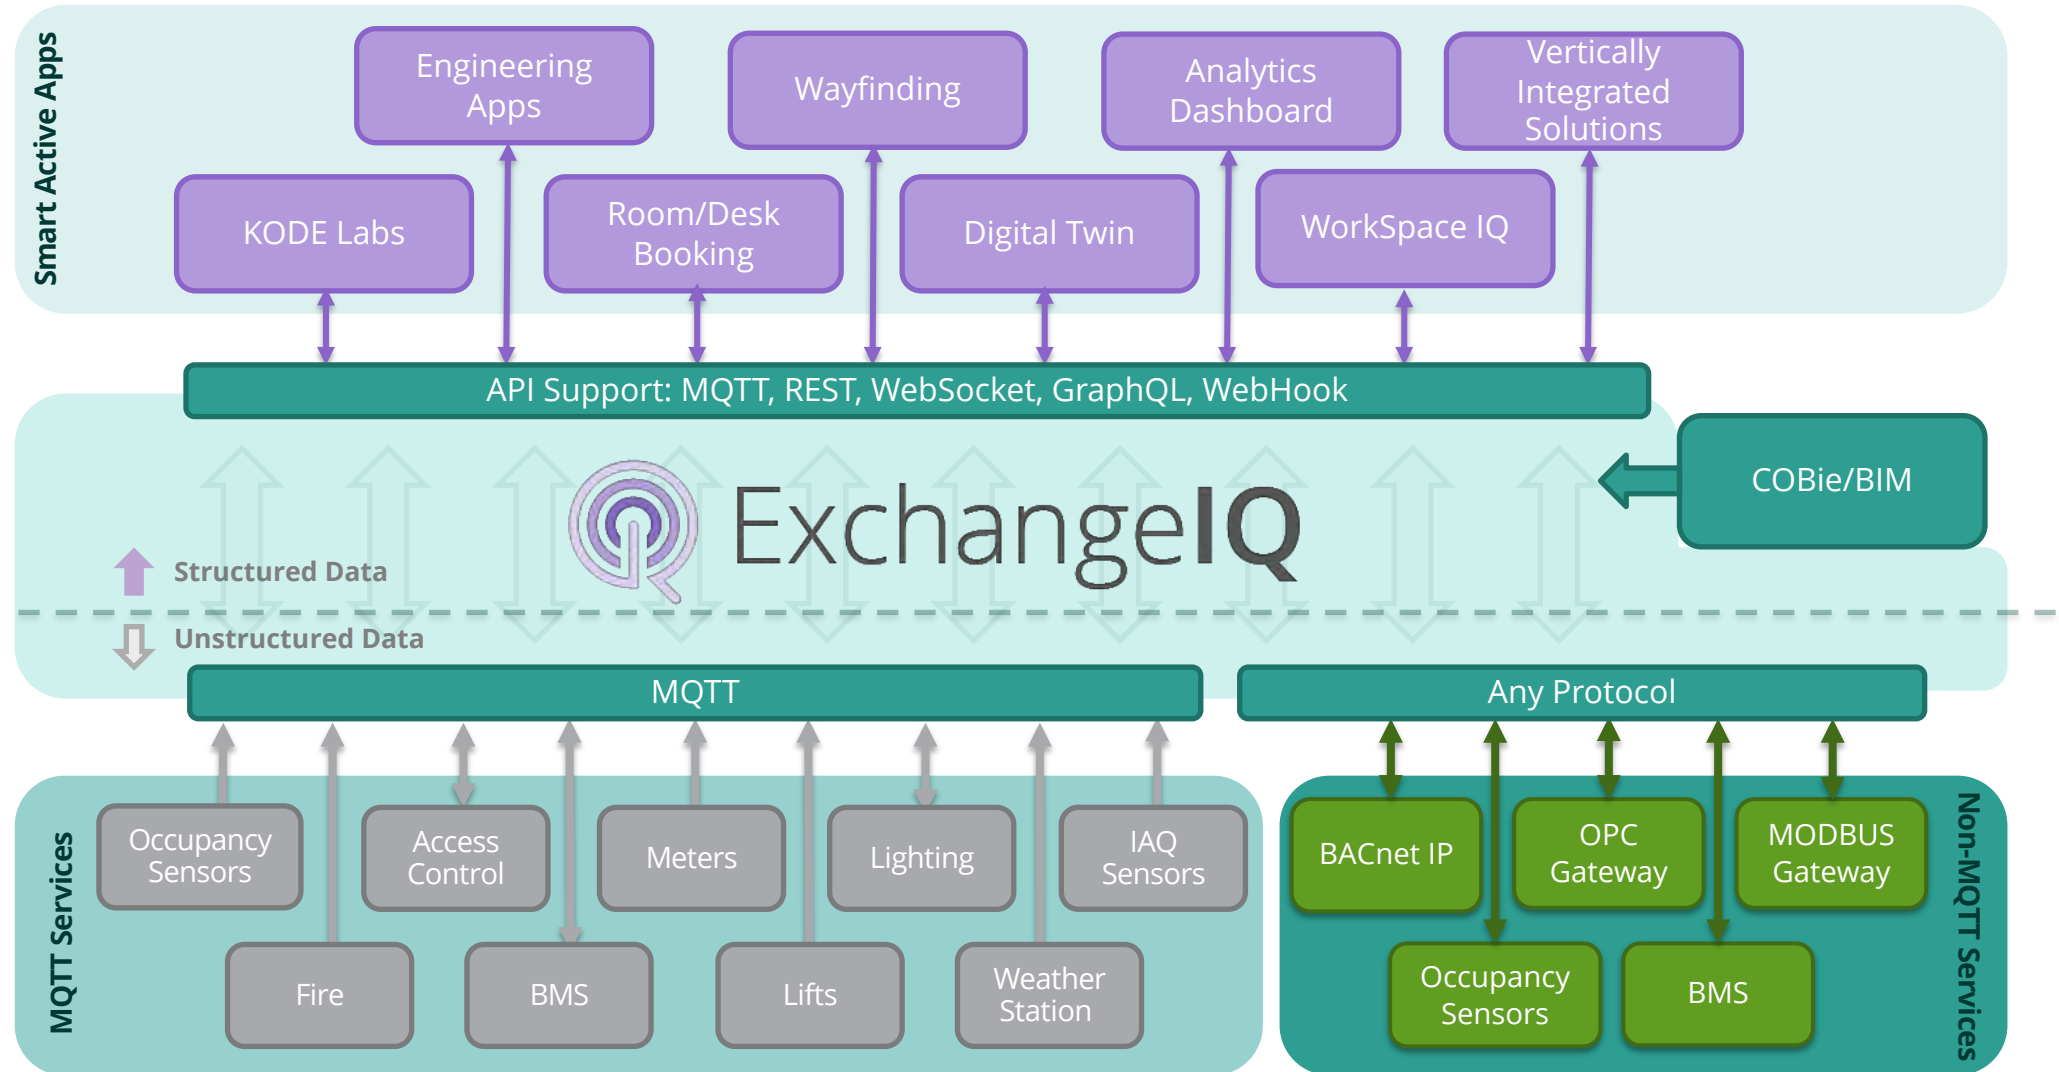 Smart Active Apps
Engineering
Apps
Wayfinding
Analytics
Dashboard
Vertically
Integrated
Solutions
KODE Labs
Room/Desk
Booking
Digital Twin
WorkSpace IQ
API Support: MQTT, REST, WebSocket, GraphQL, WebHook
COBie/BIM
ExchangeIQ
Structured Data
Unstructured Data
MQTT
Any Protocol
MQTT Services
Occupancy
Sensors
Access
Control
Meters
Lighting
IAQ
Sensors
Fire
BMS
Lifts
Weather
Station
BACnet IP
OPC
Gateway
MODBUS
Gateway
Occupancy
Sensors
BMS
Non-MQTT Services